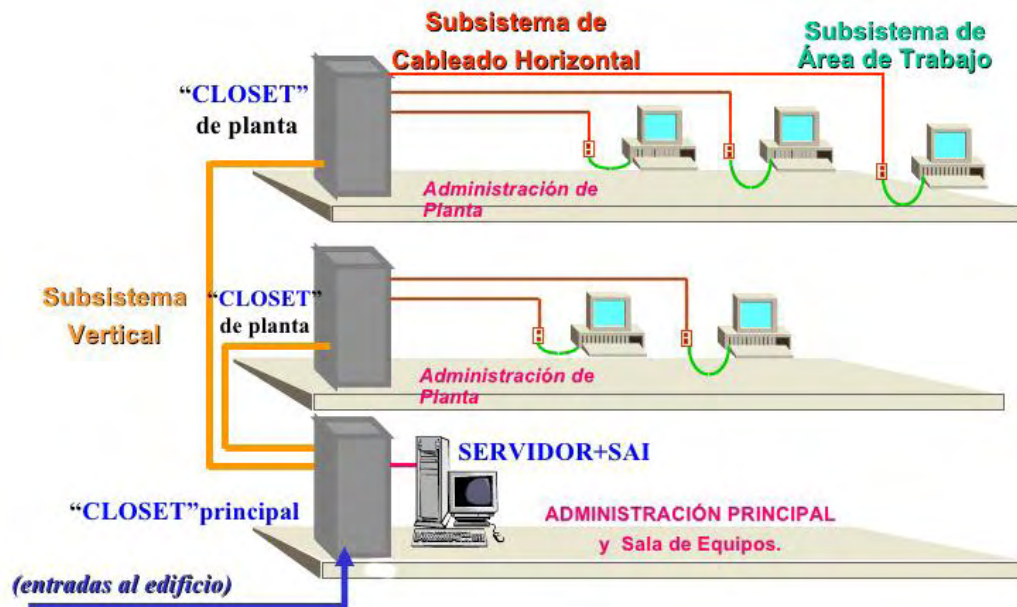 Subsistema de
Cableado Horizontal
Subsistema de
Área de Trabajo
“CLOSET”
de planta
Administración de
Planta
Subsistema
Vertical
“CLOSET”
de planta
Administración de
Planta
SERVIDOR+SAI
“CLOSET”principal
ADMINISTRACIÓN PRINCIPAL
y Sala de Equipos.
(entradas al edificio)